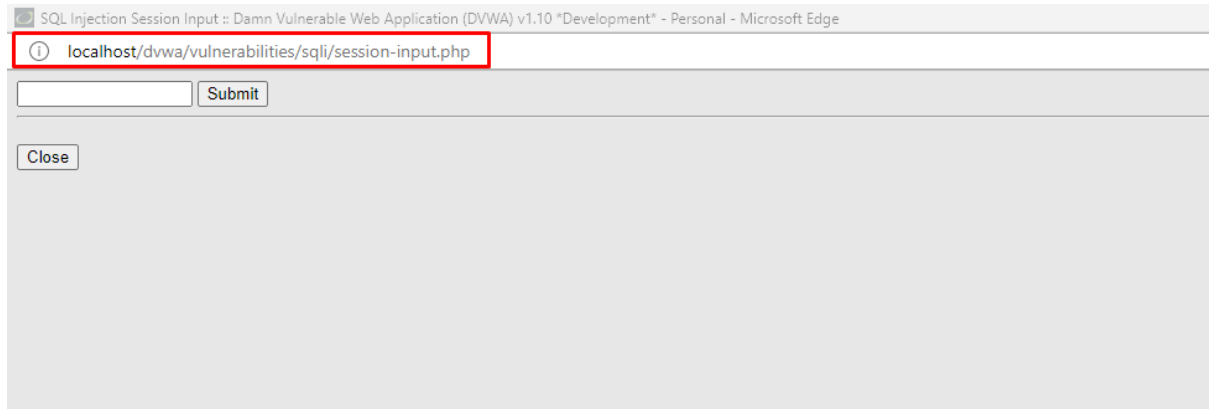 SQL Injection Session Input :: Damn Vulnerable Web Application (DVWA) v1.10 *Development* - Personal - Microsoft Edge
localhost/dvwa/vulnerabilities/sqli/session-input.php
Submit
Close